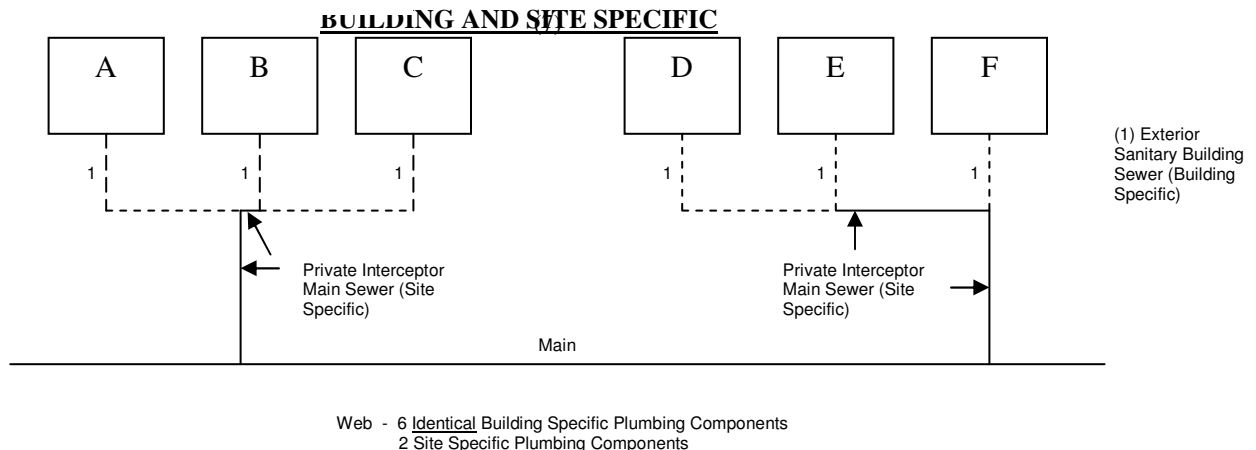 BUILDING AND SITE SPECIFIC
A B C D E F
(1) Exterior
Sanitary Building
Sewer (Building
Specific)
1 1 1 1 1 1
Private Interceptor
Main Sewer (Site
Specific)
Private Interceptor
Main Sewer (Site
Specific)
Main
Web - 6 Identical Building Specific Plumbing Components
2 Site Specific Plumbing Components